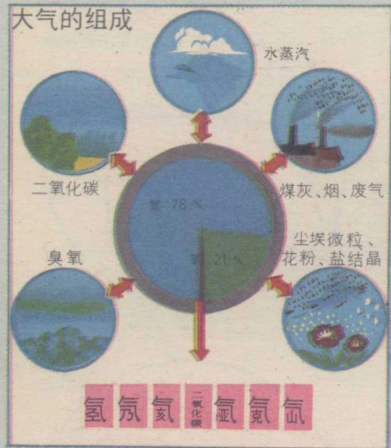 大气的组成
水蒸汽
二氧化碳
煤灰、烟、废气
氮 78 %
氧 21 %
臭氧
尘埃微粒、
花粉、盐结晶
氢 氖 氦 二氧化碳 氩 氪 氙